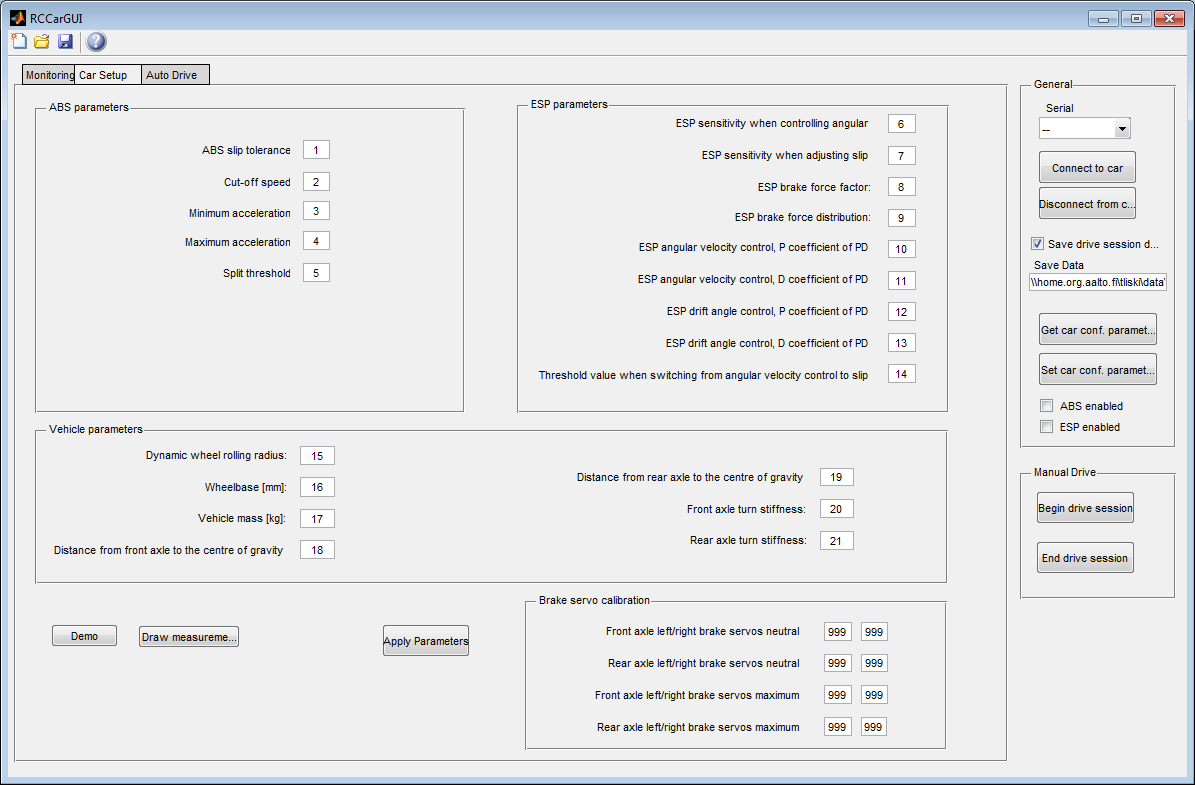 RCCarGUI
Monitoring Car Setup Auto Drive
ABS parameters
ABS slip tolerance 1
Cut-off speed 2
Minimum acceleration 3
Maximum acceleration 4
Split threshold 5
ESP parameters
ESP sensitivity when controlling angular 6
ESP sensitivity when adjusting slip 7
ESP brake force factor: 8
ESP brake force distribution: 9
ESP angular velocity control, P coefficient of PD 10
ESP angular velocity control, D coefficient of PD 11
ESP drift angle control, P coefficient of PD 12
ESP drift angle control, D coefficient of PD 13
Threshold value when switching from angular velocity control to slip 14
Vehicle parameters
Dynamic wheel rolling radius: 15
Wheelbase [mm]: 16
Vehicle mass [kg]: 17
Distance from front axle to the centre of gravity 18
Distance from rear axle to the centre of gravity 19
Front axle turn stiffness: 20
Rear axle turn stiffness: 21
Demo
Draw measureme...
Apply Parameters
Brake servo calibration
Front axle left/right brake servos neutral 999 999
Rear axle left/right brake servos neutral 999 999
Front axle left/right brake servos maximum 999 999
Rear axle left/right brake servos maximum 999 999
General
Serial
--
Connect to car
Disconnect from c...
Save drive session d...
Save Data
\\home.org.aalto.fi\tliski\data\
Get car conf. paramet...
Set car conf. paramet...
ABS enabled
ESP enabled
Manual Drive
Begin drive session
End drive session